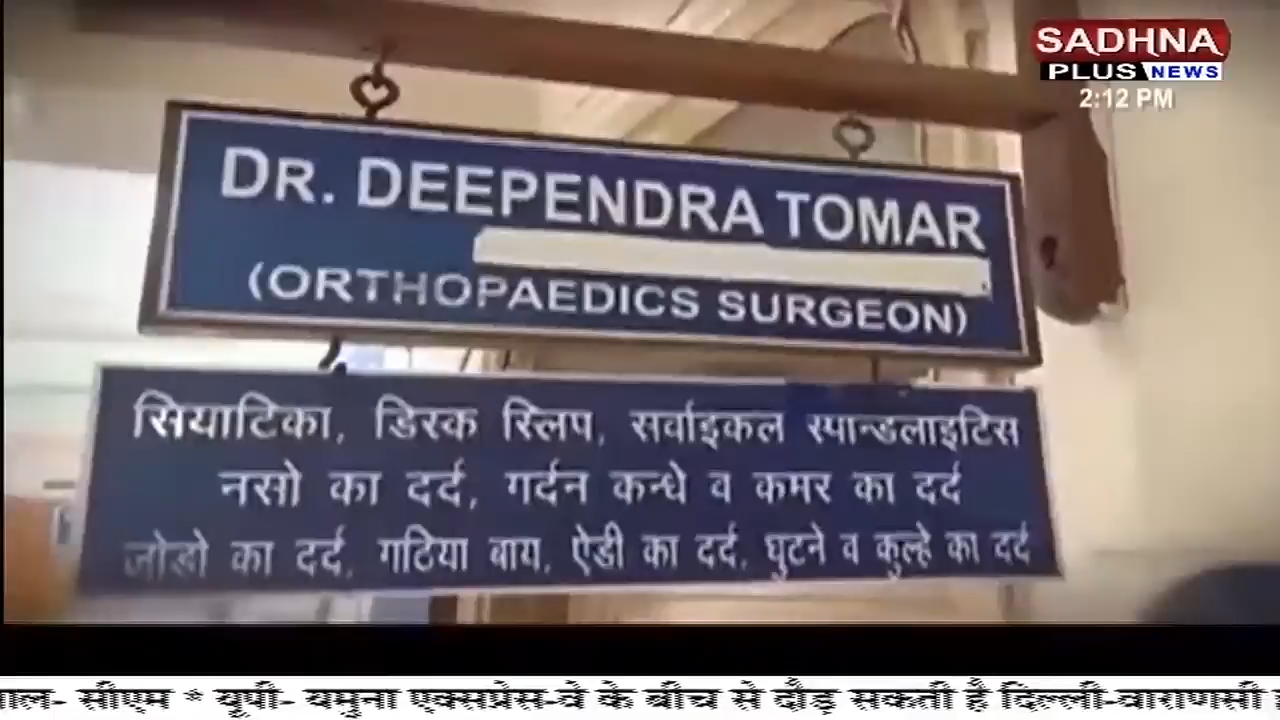 SADHNA
PLUS NEWS
2:12 PM
DR. DEEPENDRA TOMAR
(ORTHOPAEDICS SURGEON)
सियाटिका, डिस्क स्लिप, सर्वाइकल स्पान्डलाइटिस
नसो का दर्द, गर्दन कन्धे व कमर का दर्द
जोडो का दर्द, गठिया बाय, ऐडी का दर्द, घुटने व कुल्हे का दर्द
सीएम * यूपी- यमुना एक्सप्रेस-वे के बीच से दौड़ सकती है दिल्ली-वाराणसी